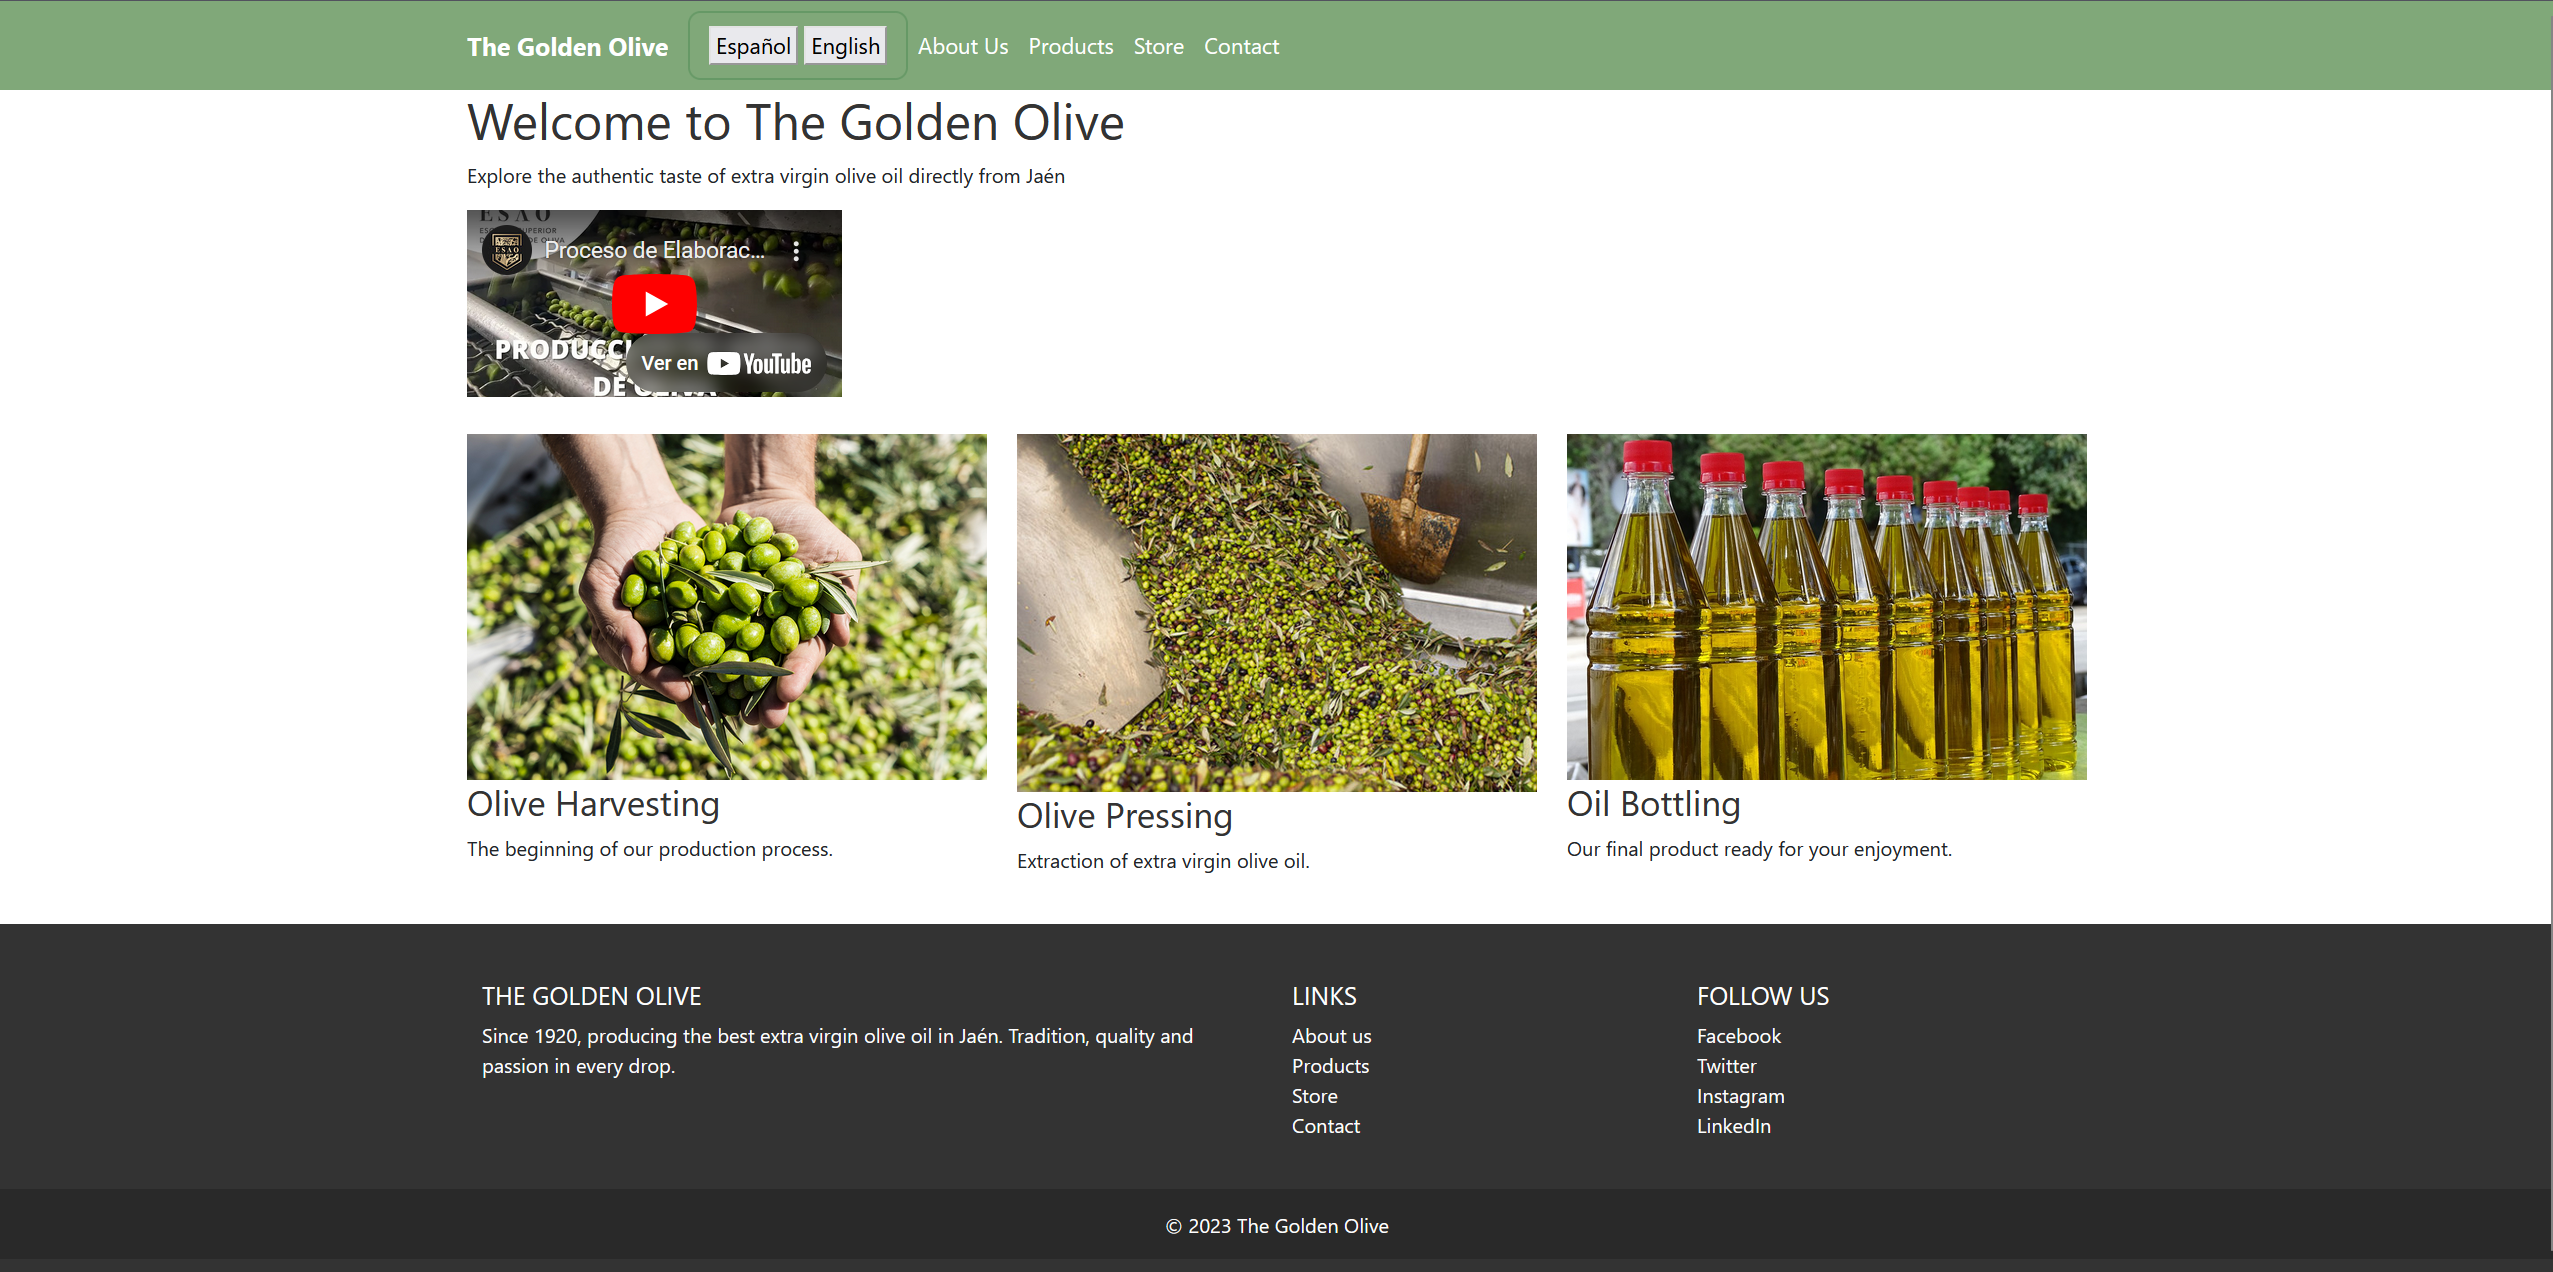 The Golden Olive
Español English
About Us Products Store Contact
Welcome to The Golden Olive
Explore the authentic taste of extra virgin olive oil directly from Jaén
ESAO
Proceso de Elaborac...
ESAO
PRODUCCI
DE
Ver en YouTube
Olive Harvesting
The beginning of our production process.
Olive Pressing
Extraction of extra virgin olive oil.
Oil Bottling
Our final product ready for your enjoyment.
THE GOLDEN OLIVE
Since 1920, producing the best extra virgin olive oil in Jaén. Tradition, quality and
passion in every drop.
LINKS
About us
Products
Store
Contact
FOLLOW US
Facebook
Twitter
Instagram
LinkedIn
© 2023 The Golden Olive